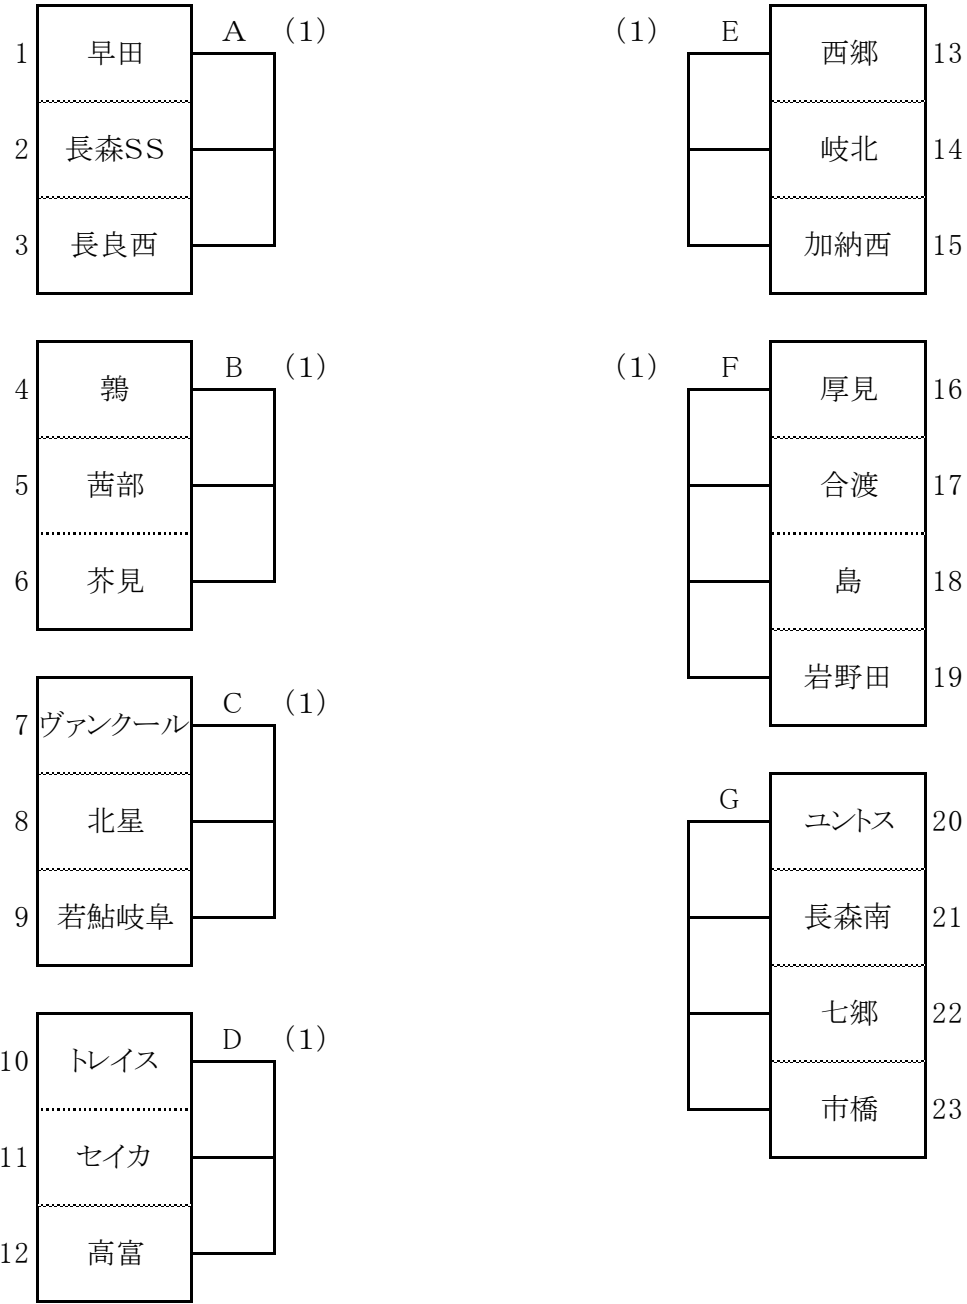 A (1)
1 早田
2 長森SS
3 長良西
B (1)
4 鶉
5 茜部
6 芥見
C (1)
7 ヴァンクール
8 北星
9 若鮎岐阜
D (1)
10 トレイス
11 セイカ
12 高富
(1) E
西郷 13
岐北 14
加納西 15
(1) F
厚見 16
合渡 17
島 18
岩野田 19
G
ユントス 20
長森南 21
七郷 22
市橋 23